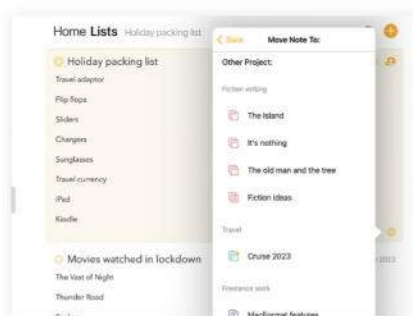 Home Lists Holiday packing list
Holiday packing list
Travel adaptor
Flip flops
Sliders
Chargers
Sunglasses
Travel currency
iPad
Kindle
Movies watched in lockdown
The Vast of Night
Thunder Road
Back
Move Note To:
Other Project:
Fiction writing
The Island
It's nothing
The old man and the tree
Fiction ideas
Travel
Cruise 2023
Freelance work
MacFormat features
2023